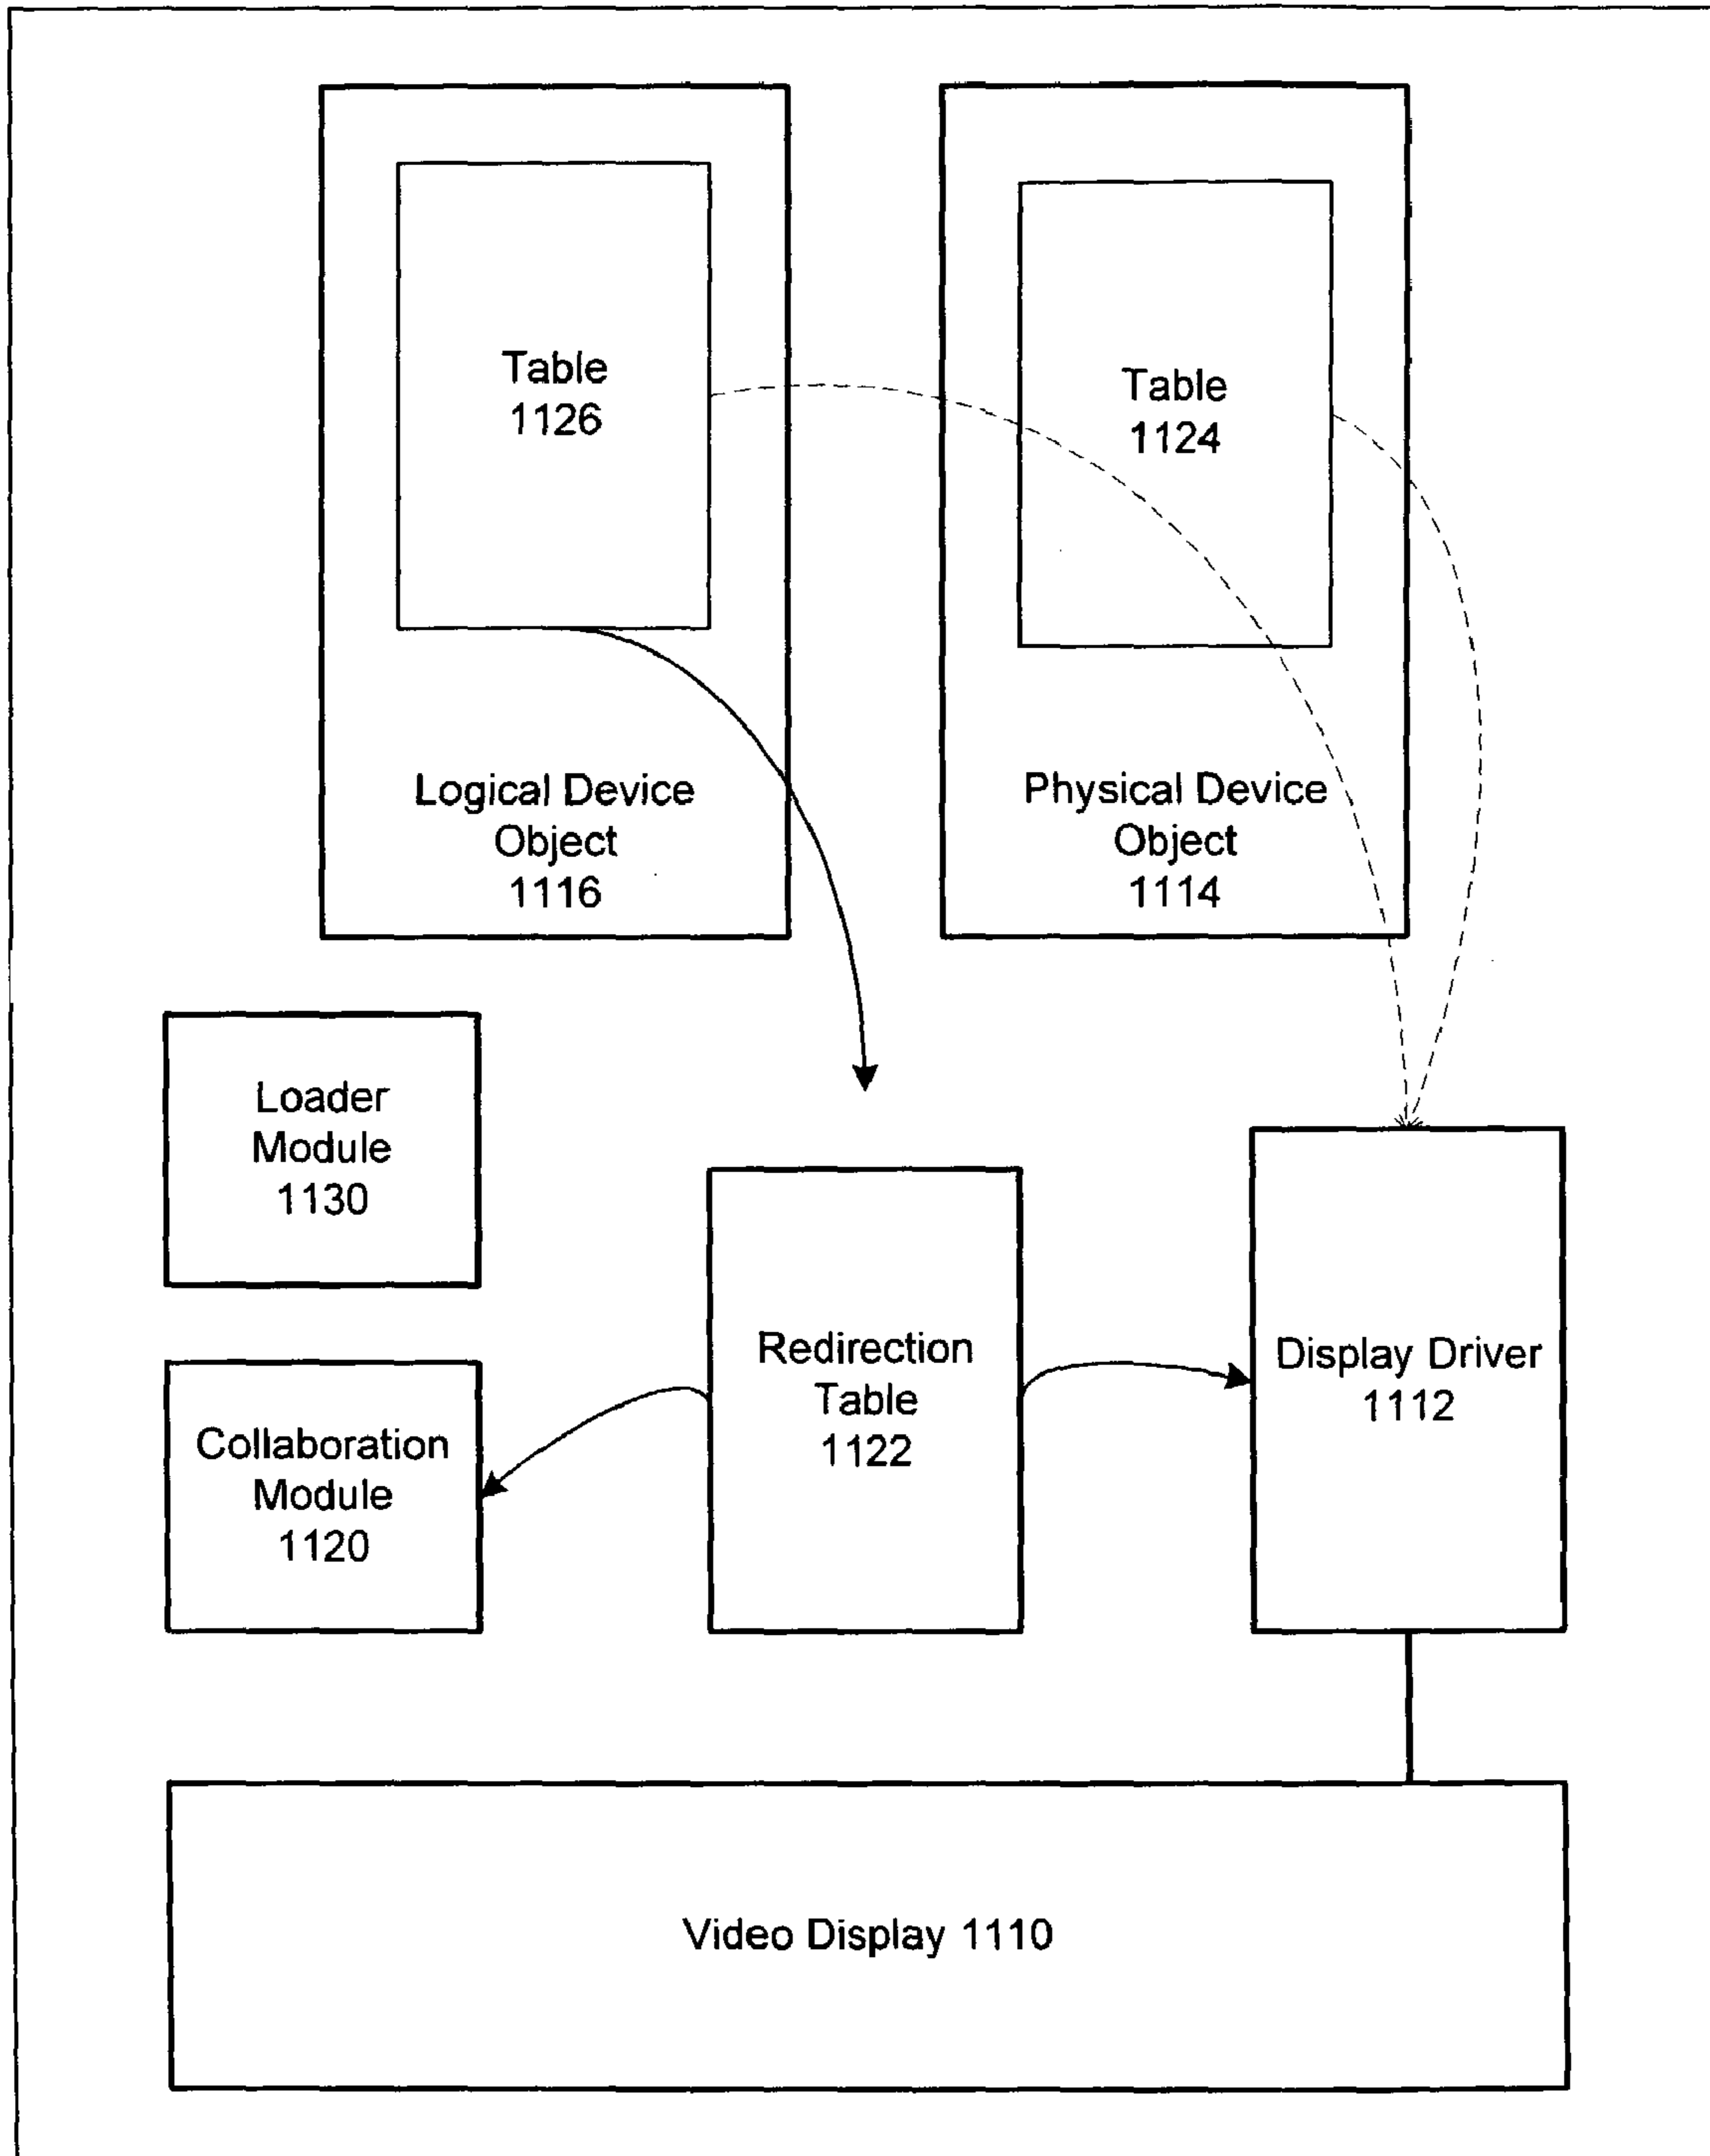 Table
1126
Table
1124
Logical Device
Object
1116
Physical Device
Object
1114
Loader
Module
1130
Redirection
Table
1122
Display Driver
1112
Collaboration
Module
1120
Video Display 1110